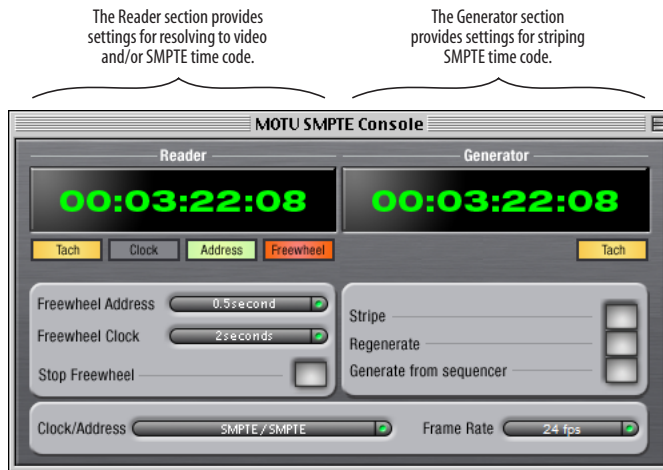 The Reader section provides
settings for resolving to video
and/or SMPTE time code.
The Generator section
provides settings for striping
SMPTE time code.
MOTU SMPTE Console
Reader
Generator
00:03:22:08
00:03:22:08
Tach
Clock
Address
Freewheel
Tach
Freewheel Address
0.5second
Freewheel Clock
2seconds
Stop Freewheel
Stripe
Regenerate
Generate from sequencer
Clock/Address
SMPTE/SMPTE
Frame Rate
24 fps